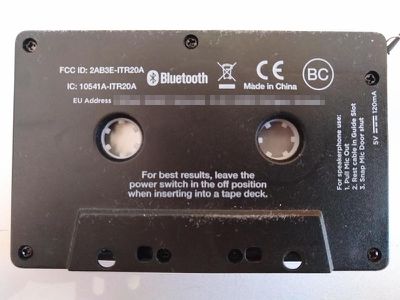 FCC ID: 2AB3E-ITR20A
IC: 10541A-ITR20A
EU Address
Bluetooth
CE
Made in China
BC
For best results, leave the
power switch in the off position
when inserting into a tape deck.
For speakerphone use:
1. Pull Mic Out
2. Rest cable in Guide Slot
3. Snap Mic Door shut
5V ⎓ 120mA